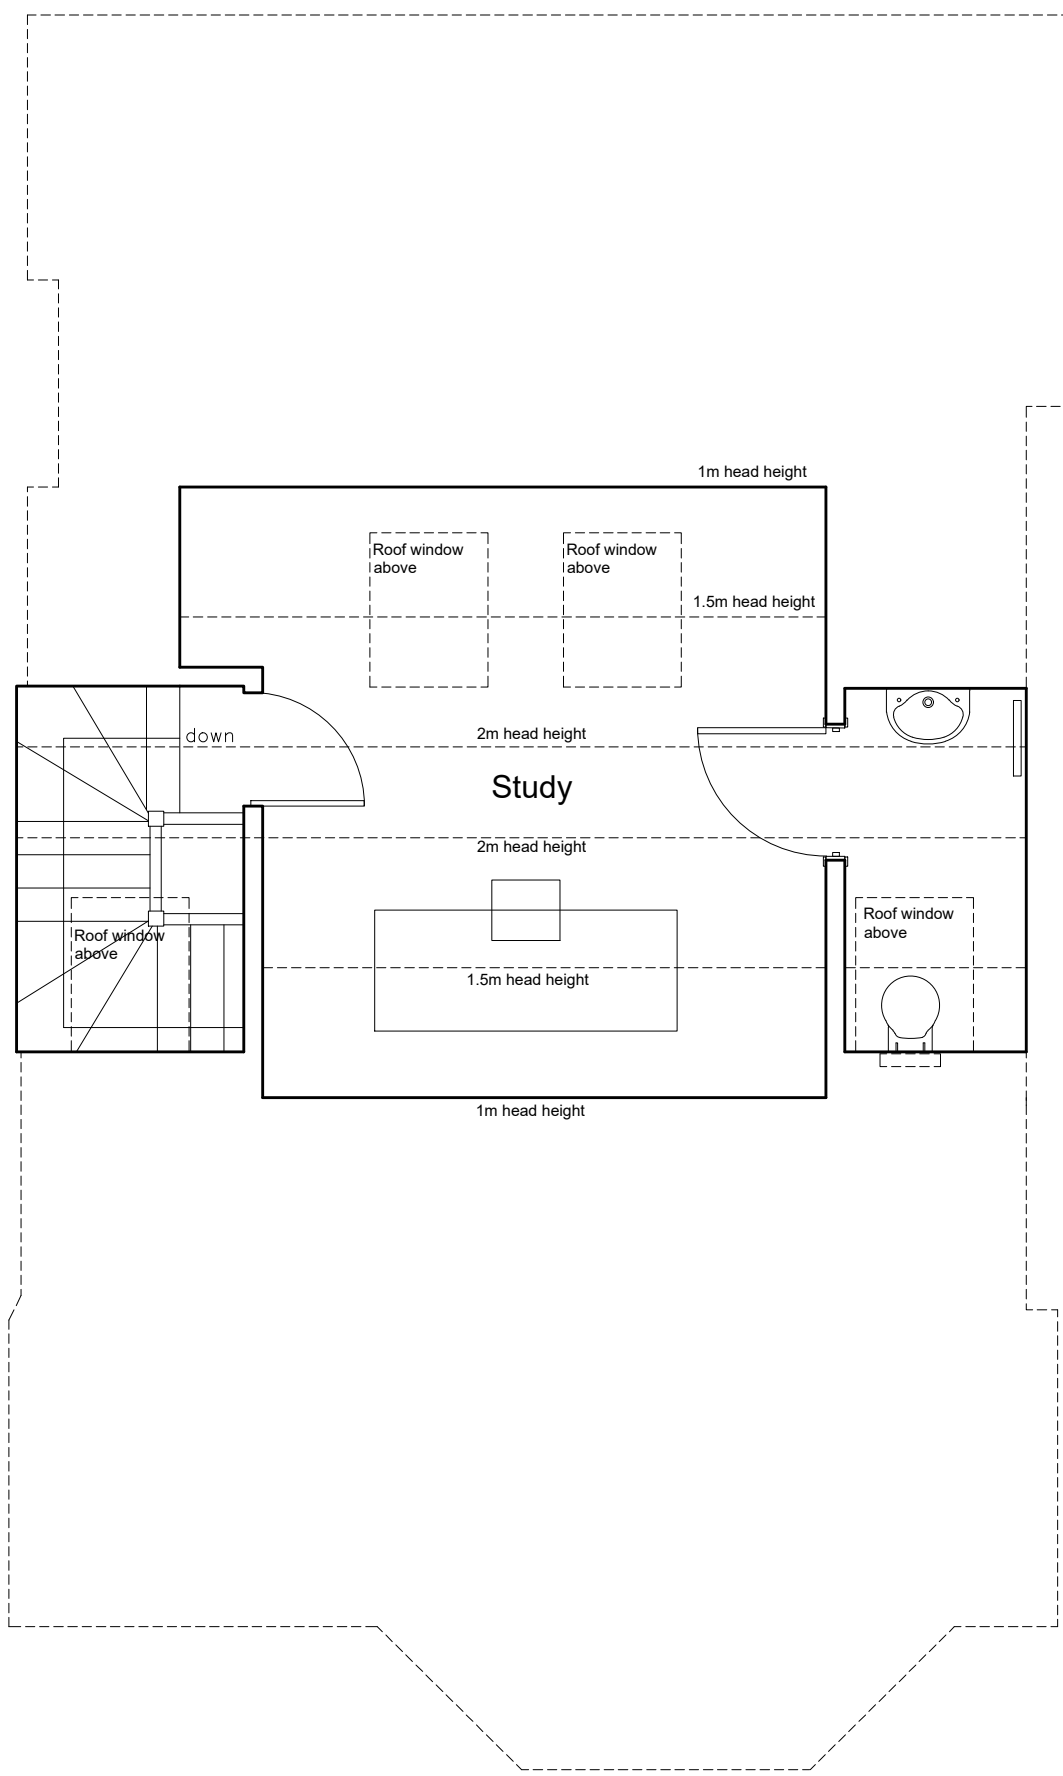 1m head height
Roof window
above
Roof window
above
1.5m head height
down
2m head height
Study
2m head height
Roof window
above
Roof window
above
1.5m head height
1m head height